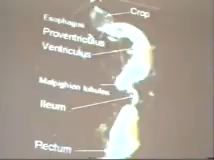 Crop
Esophagus
Proventriculus
Ventriculus
Malpighian tubules
Ileum
Rectum